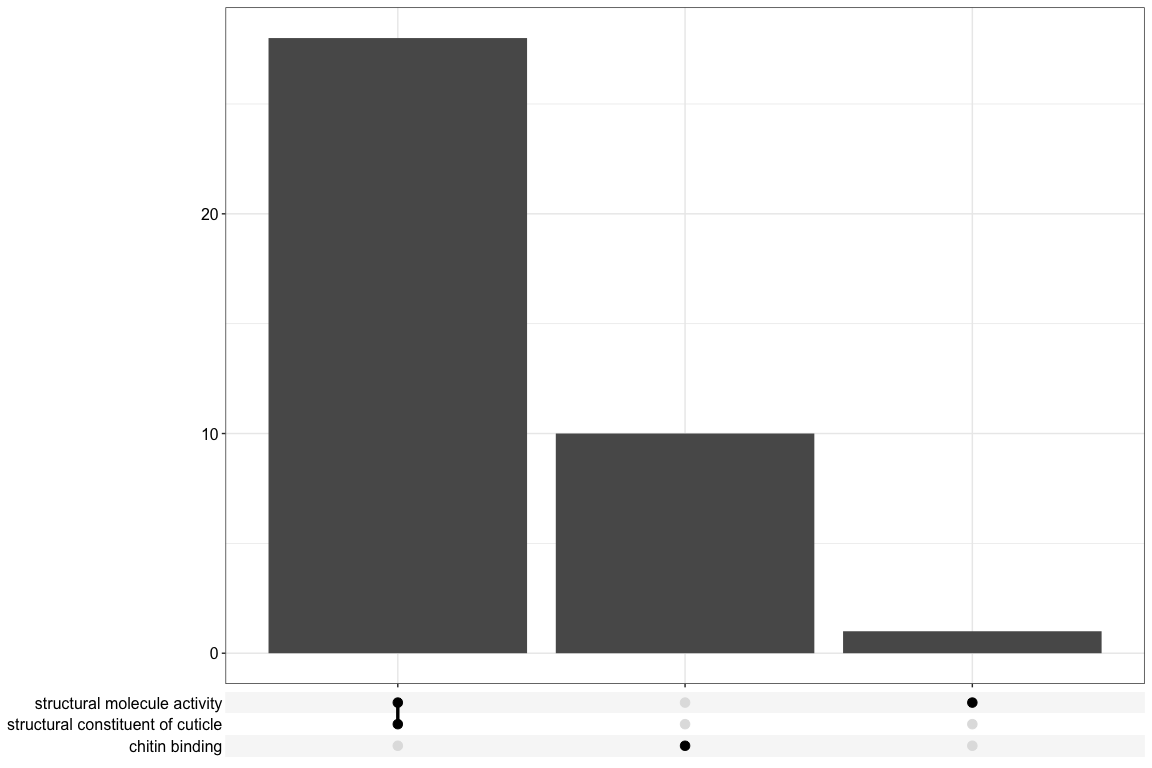 20
10
0
structural molecule activity
structural constituent of cuticle
chitin binding